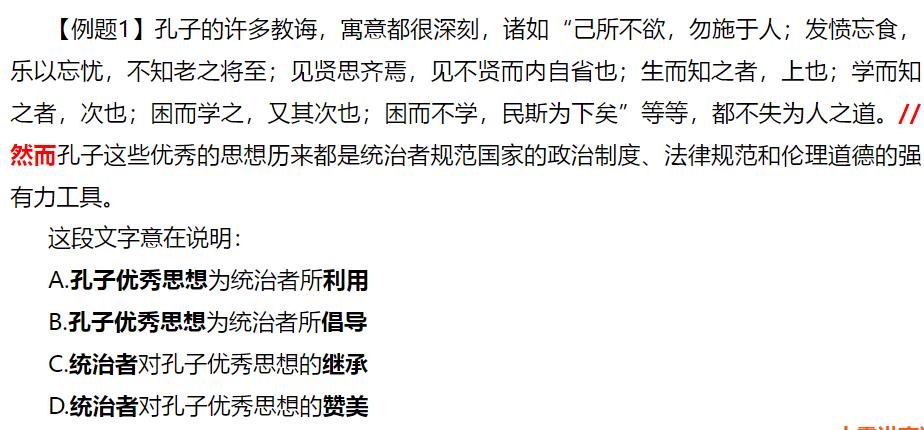 【例题1】孔子的许多教诲，寓意都很深刻，诸如“己所不欲，勿施于人；发愤忘食，
乐以忘忧，不知老之将至；见贤思齐焉，见不贤而内自省也；生而知之者，上也；学而知
之者，次也；困而学之，又其次也；困而不学，民斯为下矣”等等，都不失为人之道。//
然而孔子这些优秀的思想历来都是统治者规范国家的政治制度、法律规范和伦理道德的强
有力工具。
这段文字意在说明：
A.孔子优秀思想为统治者所利用
B.孔子优秀思想为统治者所倡导
C.统治者对孔子优秀思想的继承
D.统治者对孔子优秀思想的赞美